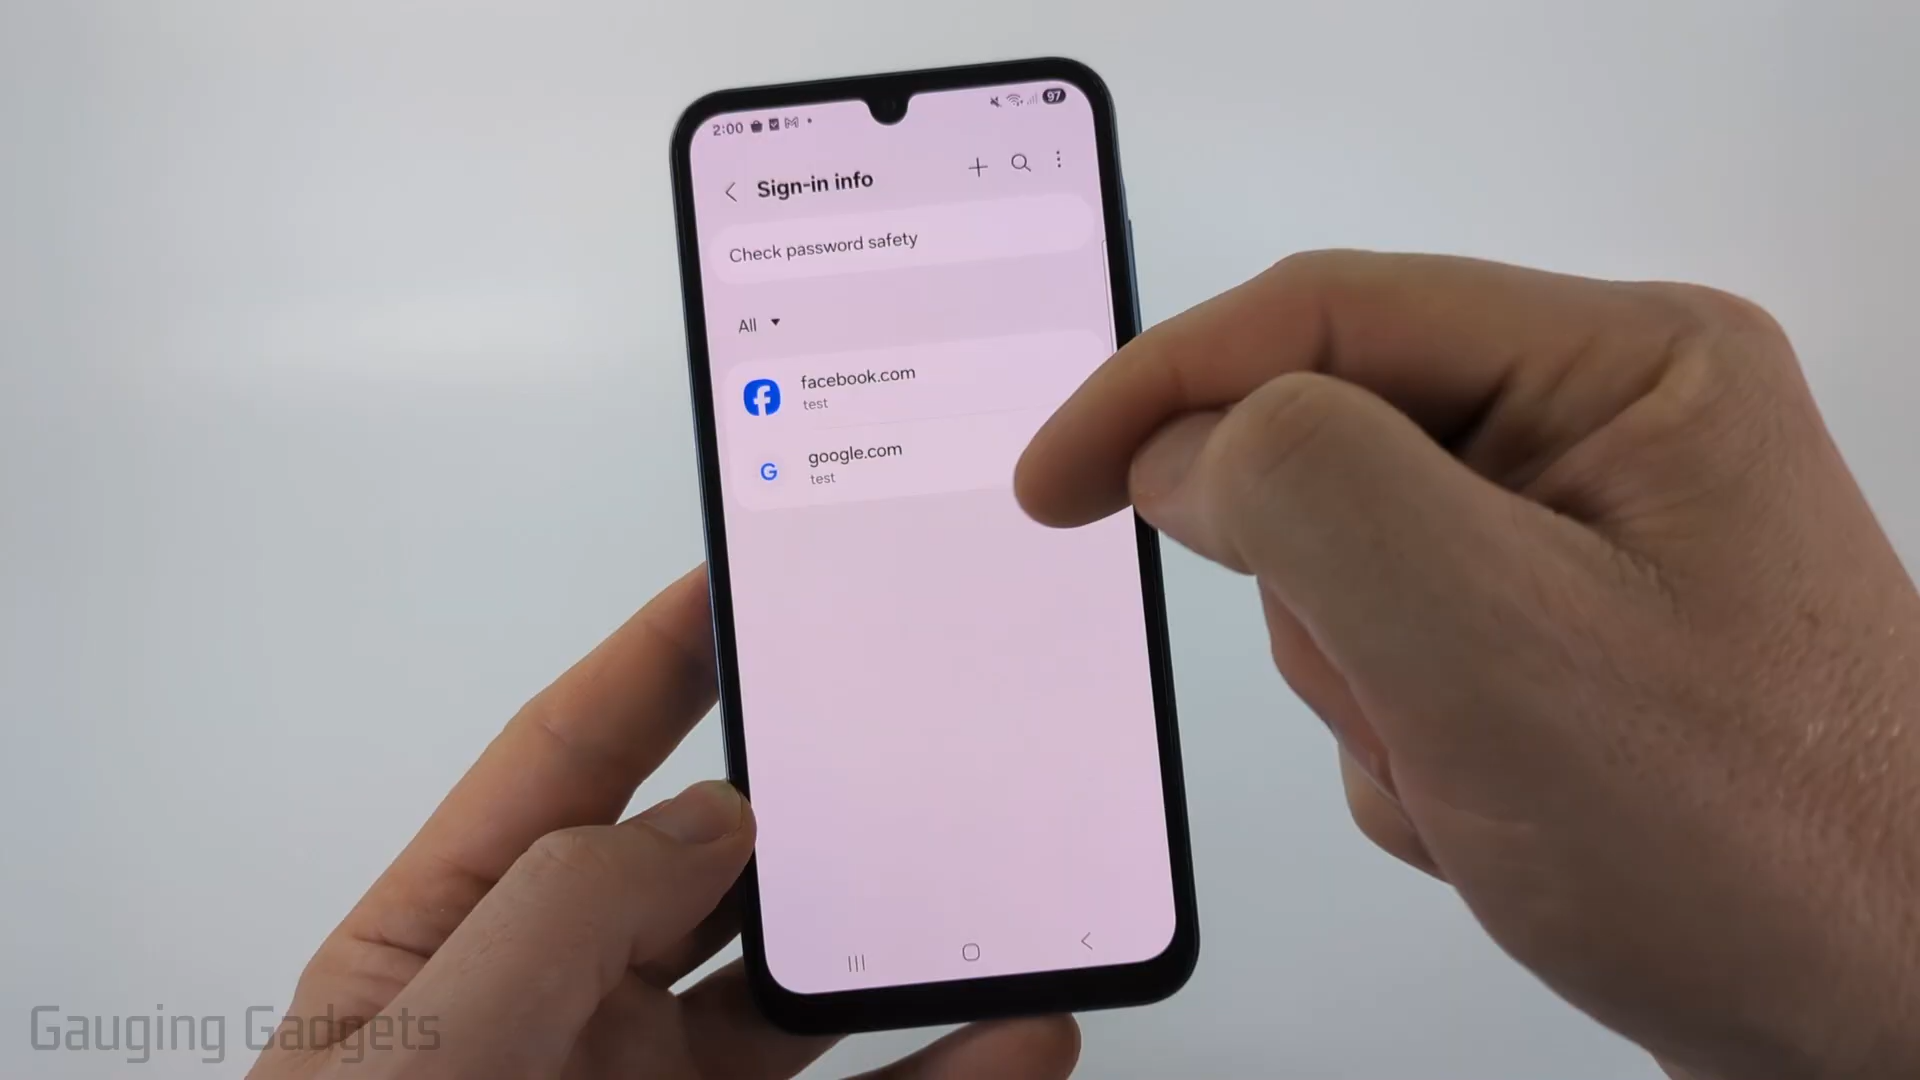 2:00
97
Sign-in info
Check password safety
All
facebook.com
test
G
google.com
test
Gauging Gadgets